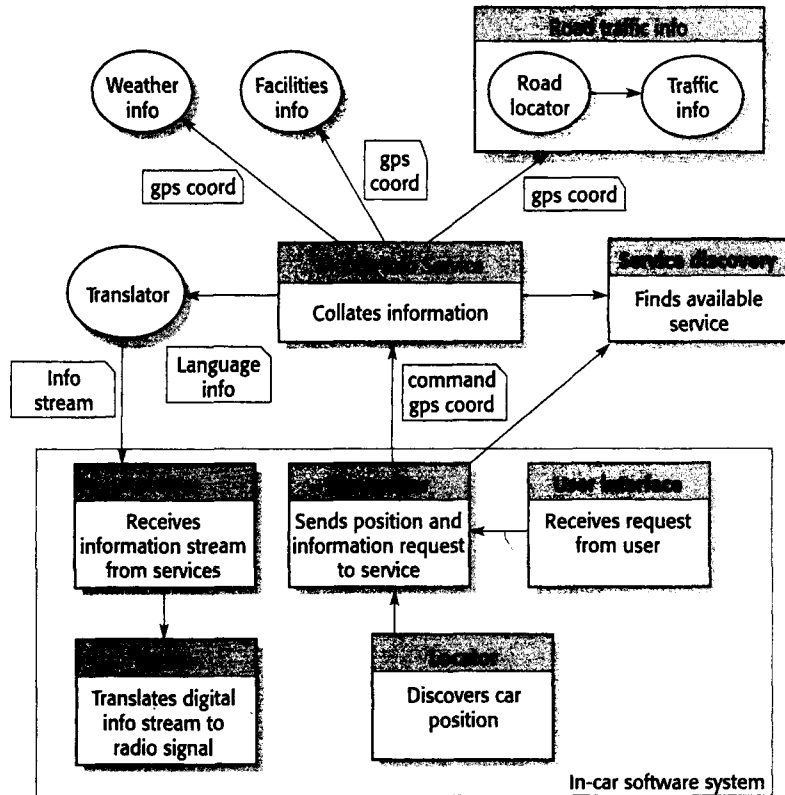 Road traffic info
Weather
info
Facilities
info
Road
locator
Traffic
info
gps coord
gps
coord
gps coord
Service
Service discovery
Translator
Collates information
Finds available
service
Info
stream
Language
info
command
gps coord
User interface
Receives
information stream
from services
Sends position and
information request
to service
Receives request
from user
Locator
Translates digital
info stream to
radio signal
Discovers car
position
In-car software system